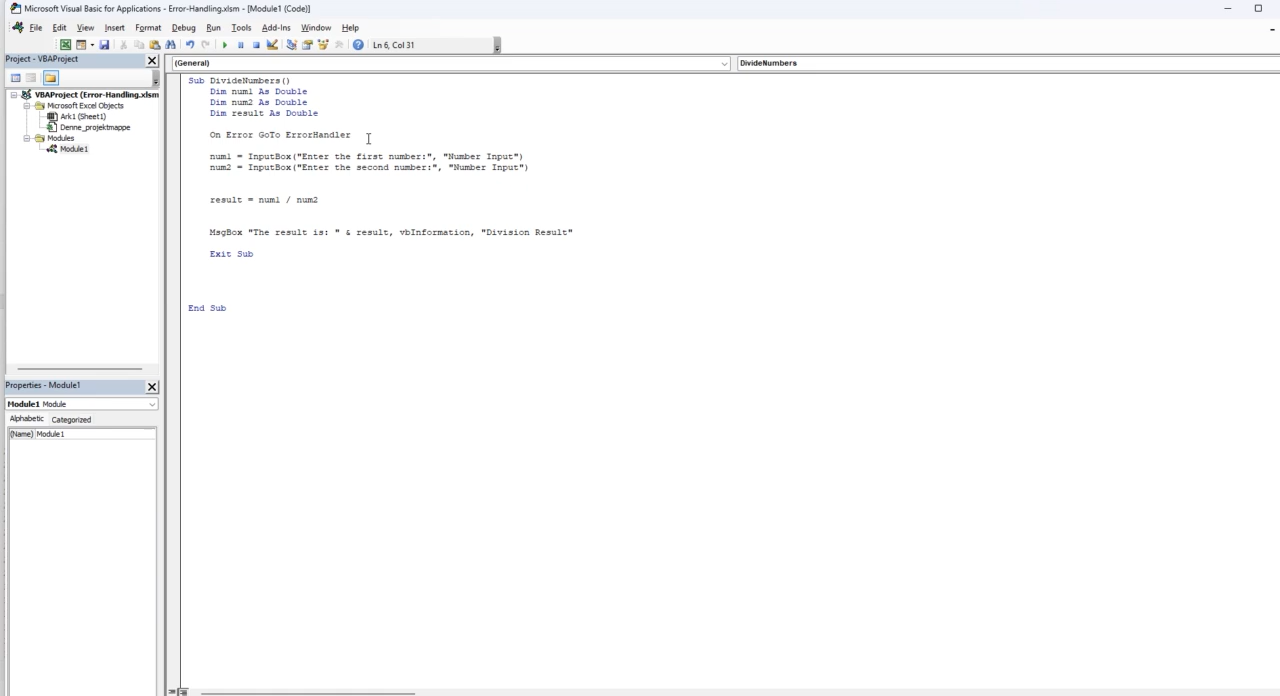 Microsoft Visual Basic for Applications - Error-Handling.xlsm - [Module1 (Code)]
File Edit View Insert Format Debug Run Tools Add-Ins Window Help
Ln 6, Col 31
Project - VBAProject
(General)
DivideNumbers
VBAProject (Error-Handling.xlsm
Microsoft Excel Objects
Ark1 (Sheet1)
Denne_projektmappe
Modules
Module1
Sub DivideNumbers()
Dim num1 As Double
Dim num2 As Double
Dim result As Double
On Error GoTo ErrorHandler
num1 = InputBox("Enter the first number:", "Number Input")
num2 = InputBox("Enter the second number:", "Number Input")
result = num1 / num2
MsgBox "The result is: " & result, vbInformation, "Division Result"
Exit Sub
End Sub
Properties - Module1
Module1 Module
Alphabetic Categorized
(Name) Module1